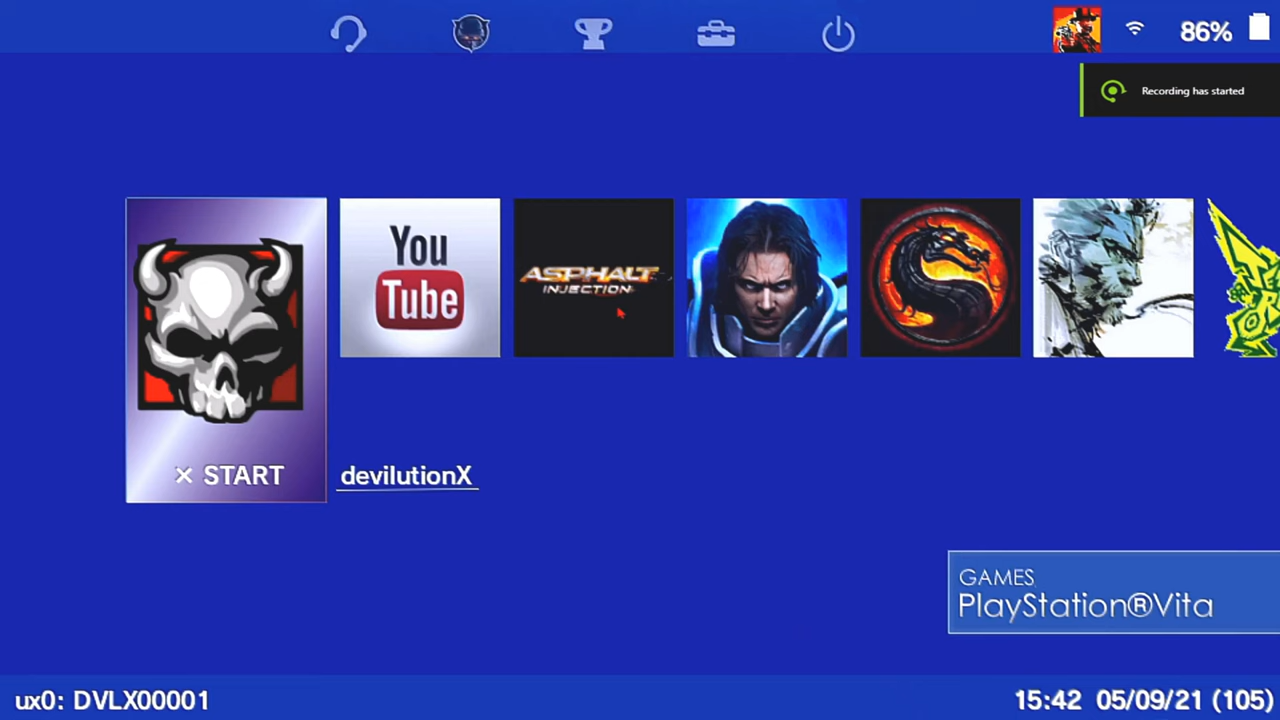 86%
Recording has started
You
Tube
ASPHALT
INJECTION
× START
devilutionX
GAMES
PlayStation®Vita
ux0: DVLX00001
15:42 05/09/21 (105)